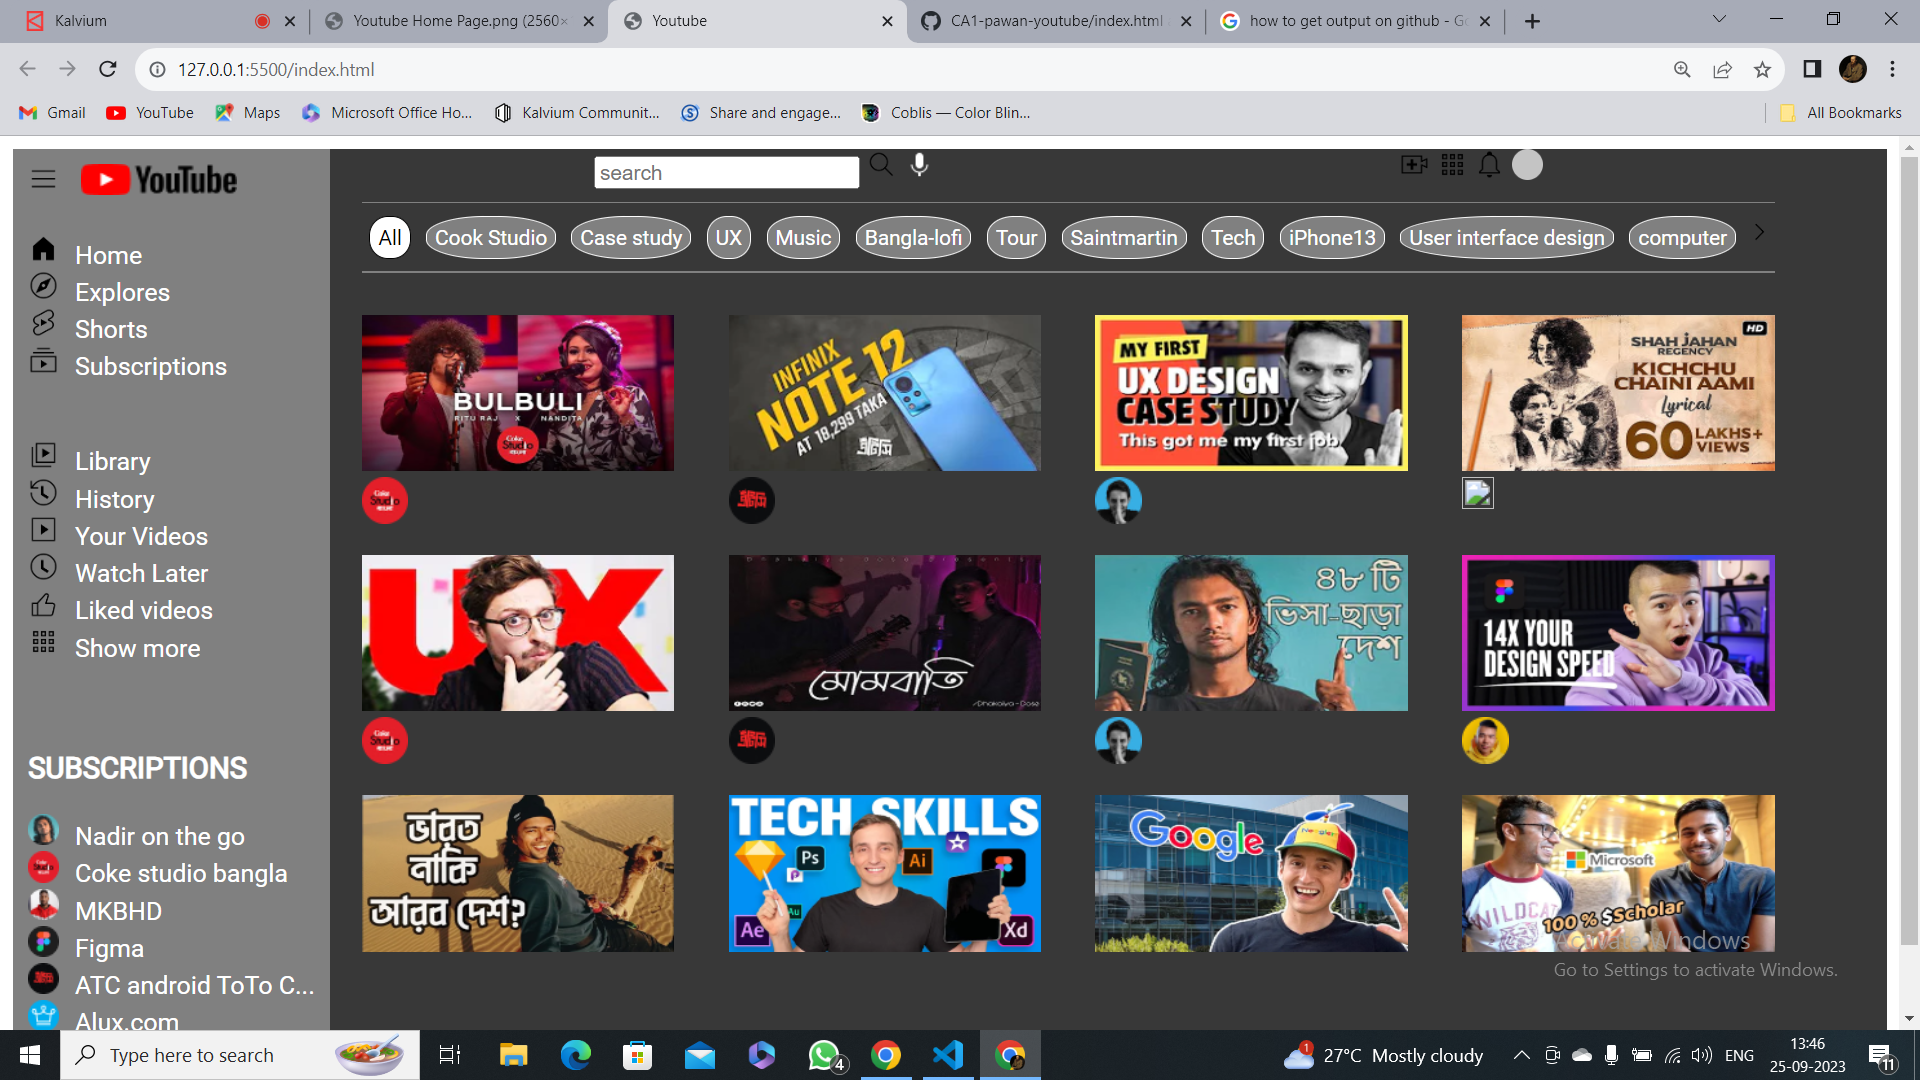 Kalvium
Youtube Home Page.png (2560×
Youtube
CA1-pawan-youtube/index.html
how to get output on github - Go
127.0.0.1:5500/index.html
Gmail
YouTube
Maps
Microsoft Office Ho...
Kalvium Communit...
Share and engage...
Coblis — Color Blin...
All Bookmarks
YouTube
search
All
Cook Studio
Case study
UX
Music
Bangla-lofi
Tour
Saintmartin
Tech
iPhone13
User interface design
computer
Home
Explores
Shorts
Subscriptions
Library
History
Your Videos
Watch Later
Liked videos
Show more
SUBSCRIPTIONS
Nadir on the go
Coke studio bangla
MKBHD
Figma
ATC android ToTo C...
Alux.com
BULBULI
RITU RAJ X NANDITA
Coke
Studio
বাংলা
INFINIX
NOTE 12
AT 18,299 TAKA
MY FIRST
UX DESIGN
CASE STUDY
This got me my first job
HD
SHAH JAHAN
REGENCY
KICHCHU
CHAINI AAMI
Lyrical
60 LAKHS+
VIEWS
UX
মোমবাতি
৪৮ টি
ভিসা-ছাড়া
দেশ
14X YOUR
DESIGN SPEED
ভারত
নাকি
আরব দেশ?
TECH SKILLS
Ps
Ai
Au
Ae
Xd
Google
Microsoft
WILDCAT
100 % $Scholar
Activate Windows
Go to Settings to activate Windows.
Type here to search
4
1
27°C Mostly cloudy
ENG
13:46
25-09-2023
11